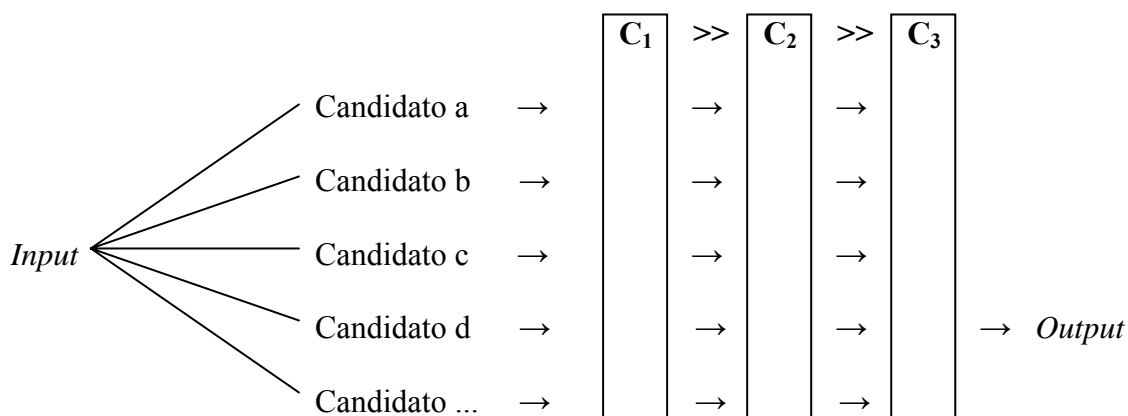 C₁ >> C₂ >> C₃
Candidato a → → →
Candidato b → → →
Input Candidato c → → →
Candidato d → → → → Output
Candidato ... → → →